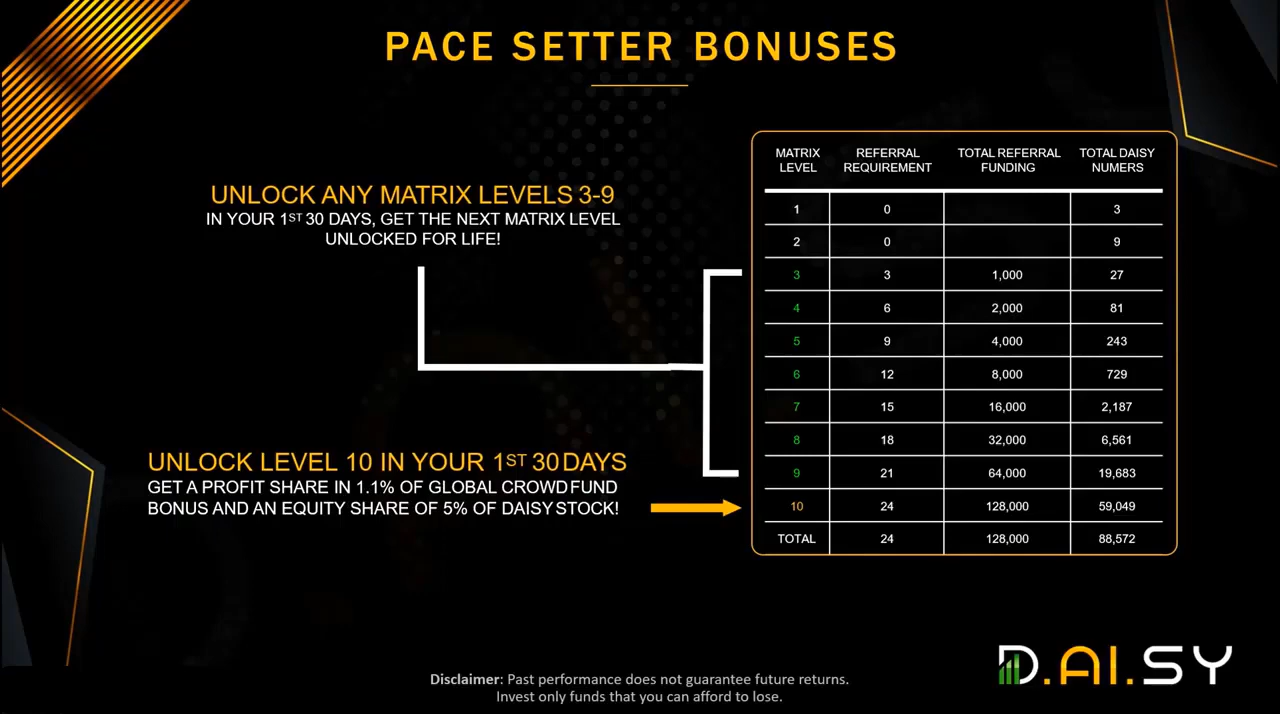 PACE SETTER BONUSES
UNLOCK ANY MATRIX LEVELS 3-9
IN YOUR 1ST 30 DAYS, GET THE NEXT MATRIX LEVEL
UNLOCKED FOR LIFE!
UNLOCK LEVEL 10 IN YOUR 1ST 30 DAYS
GET A PROFIT SHARE IN 1.1% OF GLOBAL CROWDFUND
BONUS AND AN EQUITY SHARE OF 5% OF DAISY STOCK!
MATRIX LEVEL REFERRAL REQUIREMENT TOTAL REFERRAL FUNDING TOTAL DAISY NUMERS
1 0 3
2 0 9
3 3 1,000 27
4 6 2,000 81
5 9 4,000 243
6 12 8,000 729
7 15 16,000 2,187
8 18 32,000 6,561
9 21 64,000 19,683
10 24 128,000 59,049
TOTAL 24 128,000 88,572
D.AI.SY
Disclaimer: Past performance does not guarantee future returns.
Invest only funds that you can afford to lose.